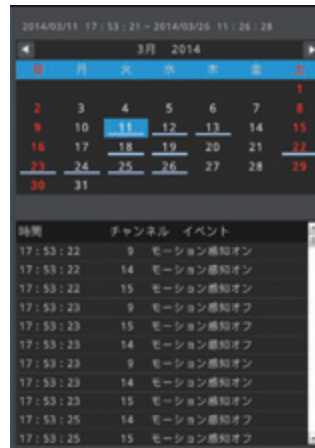 2014/03/11 17:53:21 - 2014/03/26 11:26:28
3月 2014
日 月 火 水 木 金 土
1
2 3 4 5 6 7 8
9 10 11 12 13 14 15
16 17 18 19 20 21 22
23 24 25 26 27 28 29
30 31
時間 チャンネル イベント
17:53:22 9 モーション感知オン
17:53:22 14 モーション感知オン
17:53:22 15 モーション感知オン
17:53:23 9 モーション感知オフ
17:53:23 15 モーション感知オフ
17:53:23 14 モーション感知オフ
17:53:23 9 モーション感知オン
17:53:23 14 モーション感知オン
17:53:23 15 モーション感知オン
17:53:25 14 モーション感知オフ
17:53:25 15 モーション感知オフ